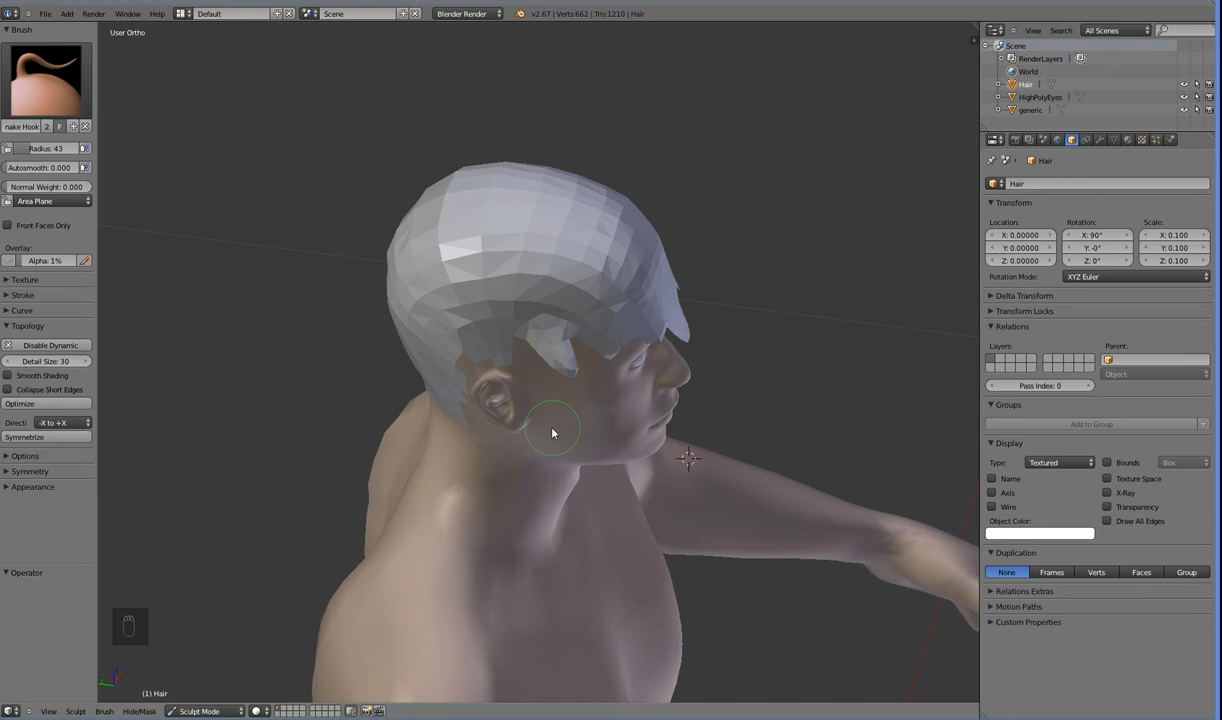 File Add Render Window Help Default Scene Blender Render v2.67 | Verts:662 | Tris:1210 | Hair
Brush
User Ortho
View Search All Scenes
Scene
RenderLayers
World
Hair
HighPolyEyes
generic
nake Hook 2 F
Radius: 43
Autosmooth: 0.000
Normal Weight: 0.000
Area Plane
Front Faces Only
Overlay:
Alpha: 1%
Texture
Stroke
Curve
Topology
Disable Dynamic
Detail Size: 30
Smooth Shading
Collapse Short Edges
Optimize
Directi -X to +X
Symmetrize
Options
Symmetry
Appearance
Operator
Hair
Hair
Transform
Location: Rotation: Scale:
X: 0.00000 X: 90° X: 0.100
Y: 0.00000 Y: -0° Y: 0.100
Z: 0.00000 Z: 0° Z: 0.100
Rotation Mode: XYZ Euler
Delta Transform
Transform Locks
Relations
Layers: Parent:
Object
Pass Index: 0
Groups
Add to Group
Display
Type: Textured Bounds Box
Name Texture Space
Axis X-Ray
Wire Transparency
Object Color: Draw All Edges
Duplication
None Frames Verts Faces Group
Relations Extras
Motion Paths
Custom Properties
(1) Hair
View Sculpt Brush Hide/Mask Sculpt Mode